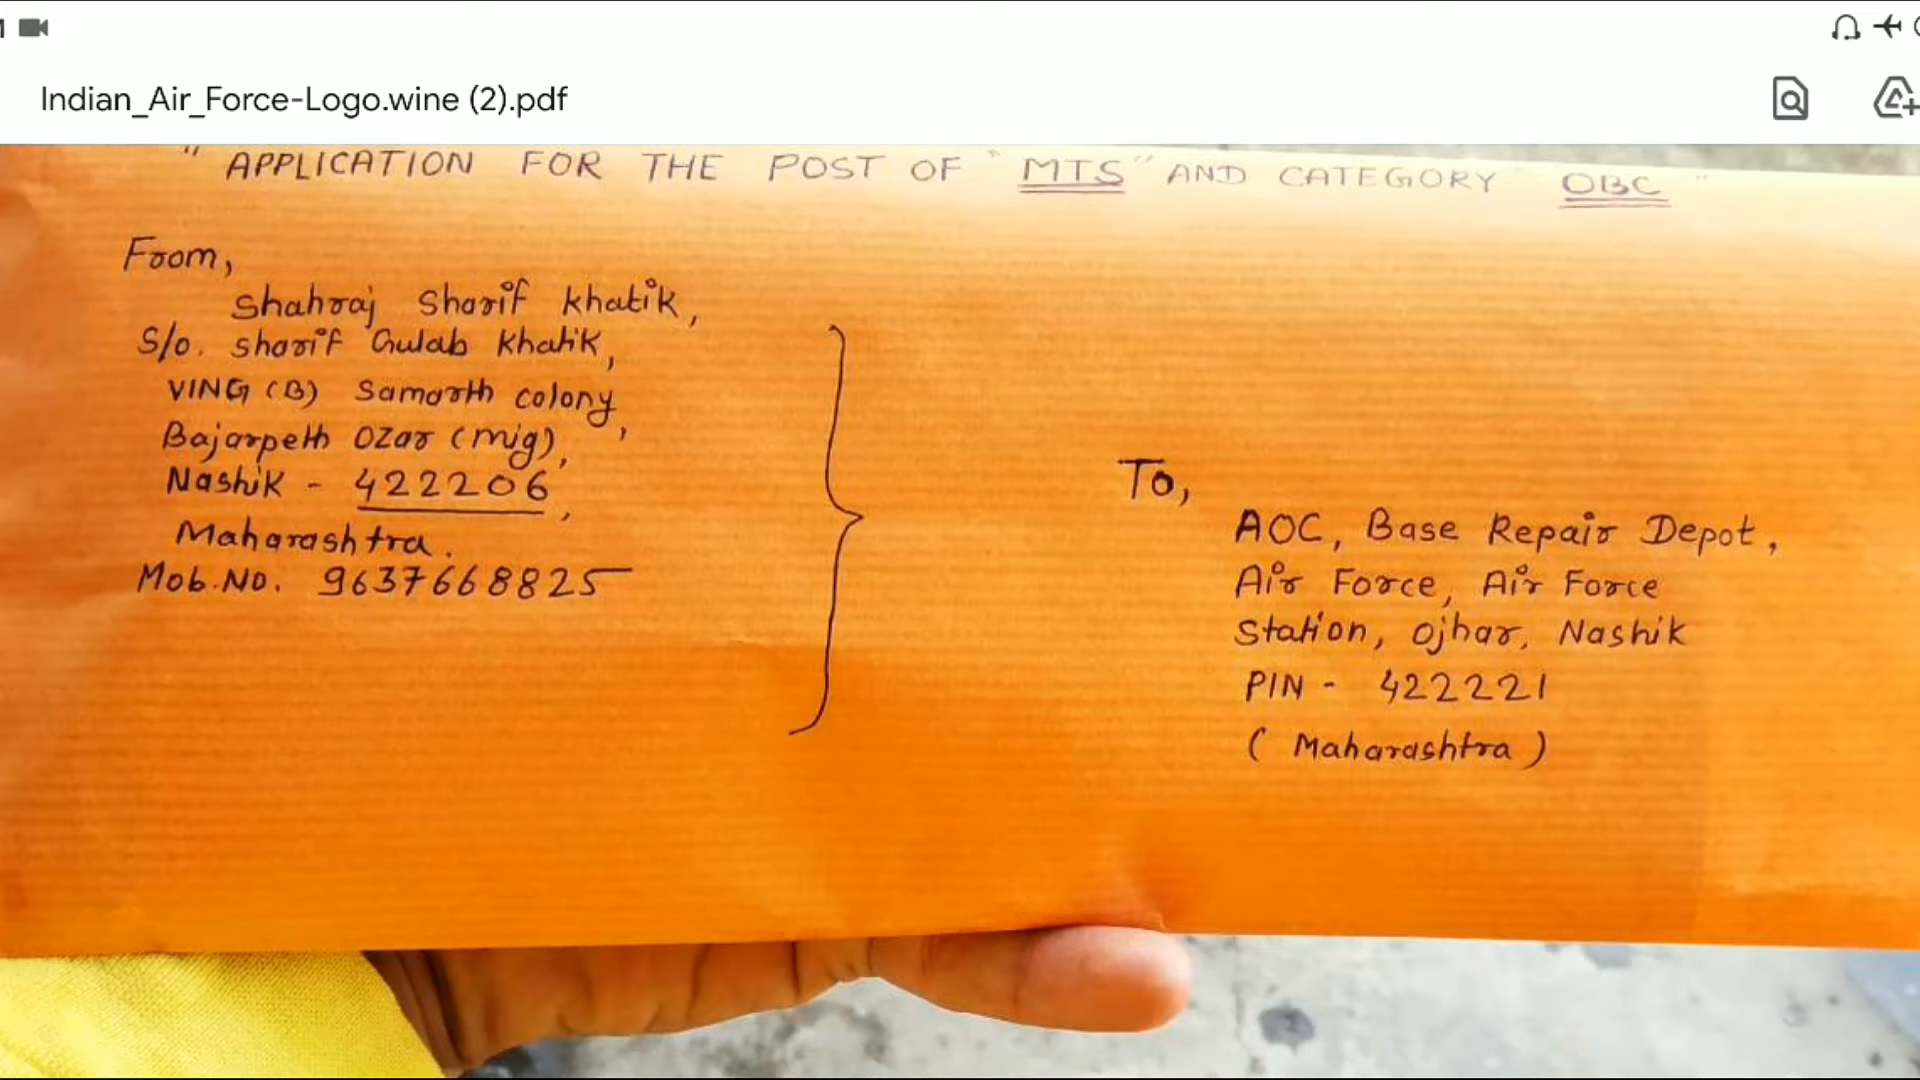 Indian_Air_Force-Logo.wine (2).pdf
" APPLICATION FOR THE POST OF "MTS" AND CATEGORY OBC "
From,
Shahraj Sharif khatik,
S/o. sharif Gulab Khatik,
VING (B) Samarth colony,
Bajarpeth Ozar (mig),
Nashik - 422206,
Maharashtra.
Mob.No. 9637668825
To,
AOC, Base Repair Depot,
Air Force, Air Force
Station, Ojhar, Nashik
PIN - 422221
( Maharashtra )